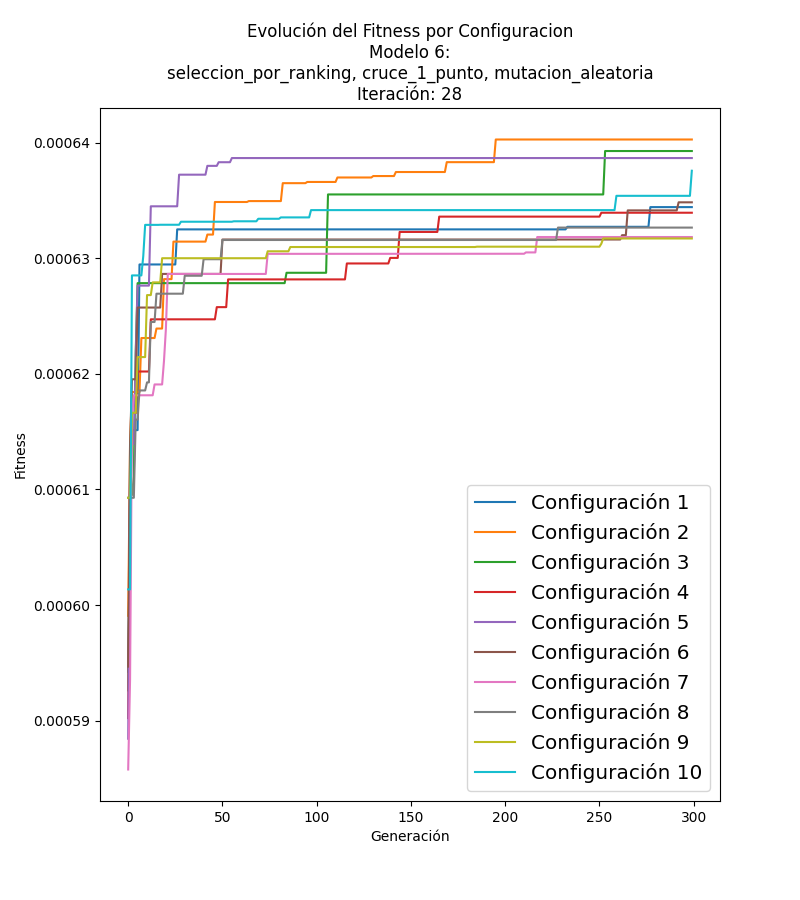 Evolución del Fitness por Configuracion
Modelo 6:
seleccion_por_ranking, cruce_1_punto, mutacion_aleatoria
Iteración: 28
0.00064
0.00063
0.00062
0.00061
0.00060
0.00059
Fitness
0
50
100
150
200
250
300
Generación
Configuración 1
Configuración 2
Configuración 3
Configuración 4
Configuración 5
Configuración 6
Configuración 7
Configuración 8
Configuración 9
Configuración 10